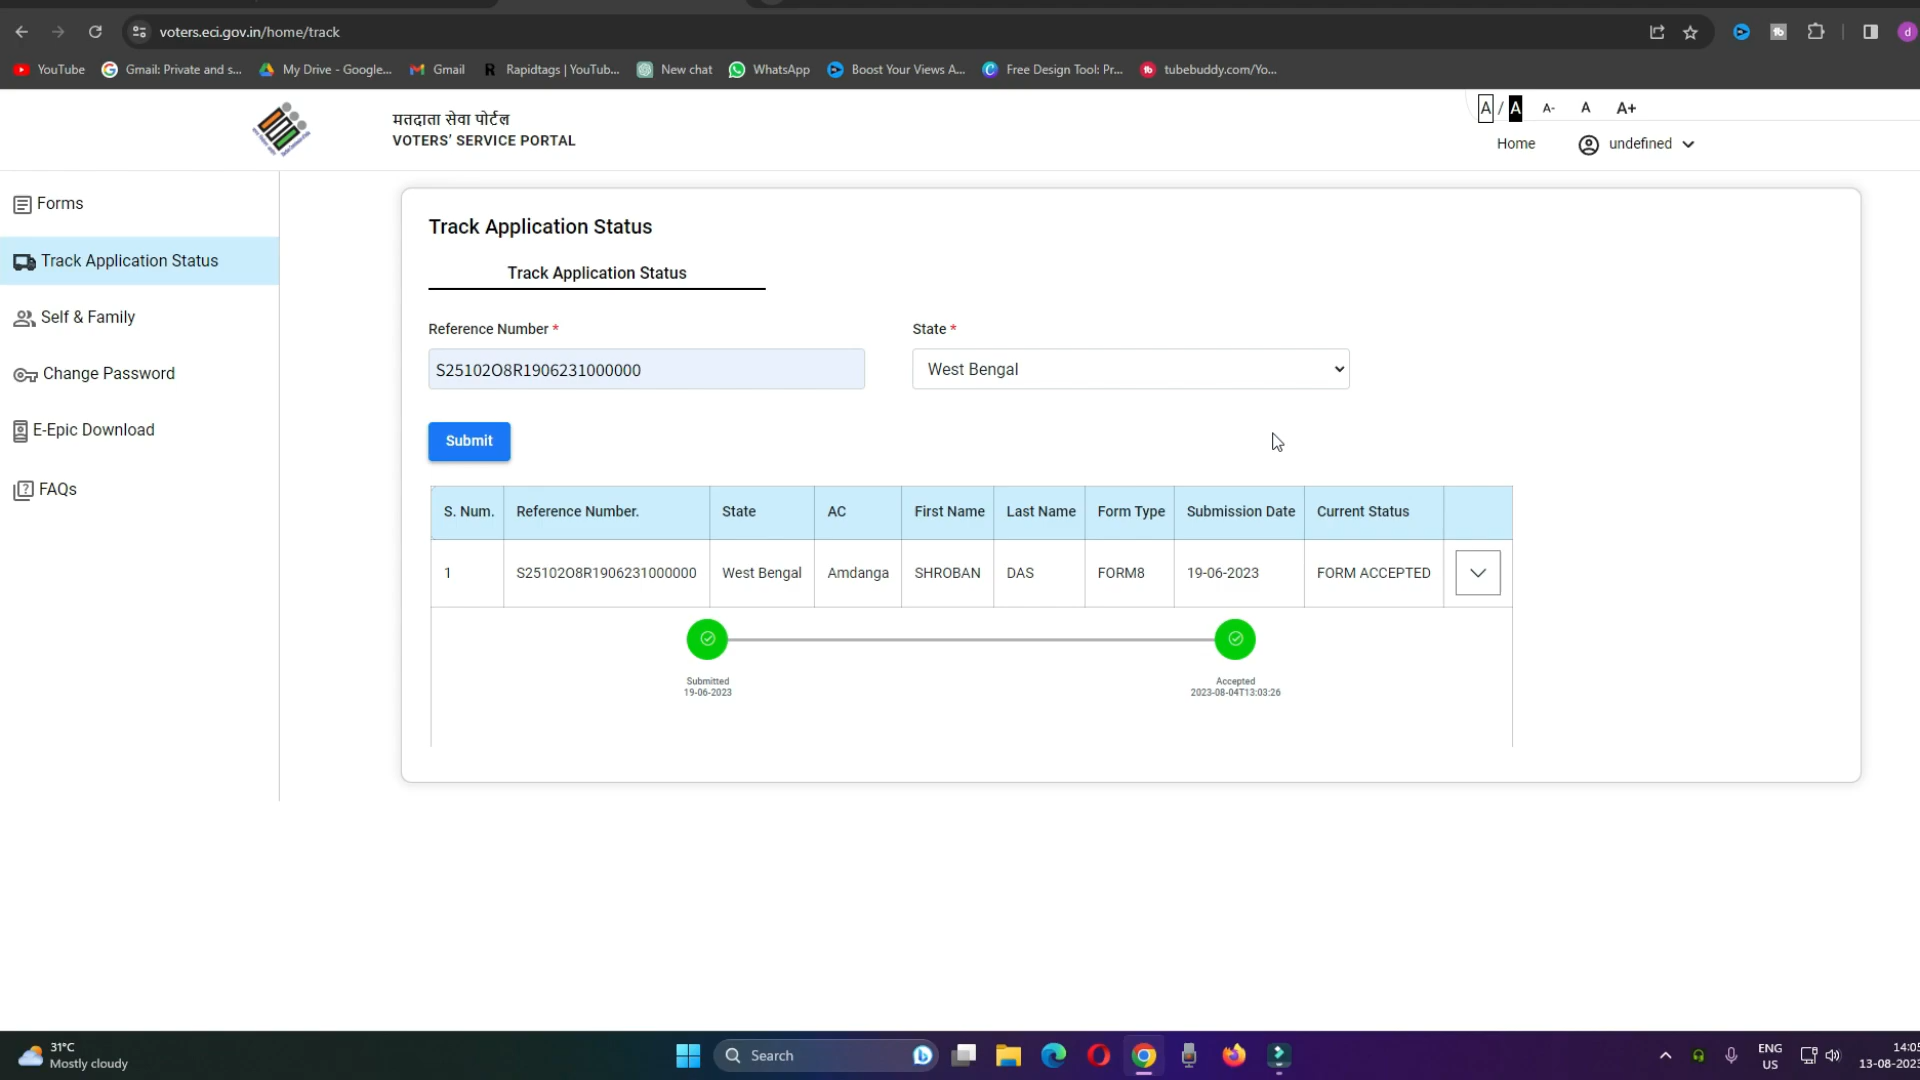 voters.eci.gov.in/home/track
d
YouTube
Gmail: Private and s...
My Drive - Google...
Gmail
R
Rapidtags | YouTub...
New chat
WhatsApp
Boost Your Views A...
Free Design Tool: Pr...
tubebuddy.com/Yo...
मतदाता सेवा पोर्टल
VOTERS' SERVICE PORTAL
A / A A- A A+
Home
undefined
Forms
Track Application Status
Self & Family
Change Password
E-Epic Download
FAQs
Track Application Status
Track Application Status
Reference Number *
State *
S25102O8R1906231000000
West Bengal
Submit
S. Num. Reference Number. State AC First Name Last Name Form Type Submission Date Current Status
1 S25102O8R1906231000000 West Bengal Amdanga SHROBAN DAS FORM8 19-06-2023 FORM ACCEPTED
Submitted
19-06-2023
Accepted
2023-08-04T13:03:26
31°C
Mostly cloudy
Search
ENG
US
14:05
13-08-2023